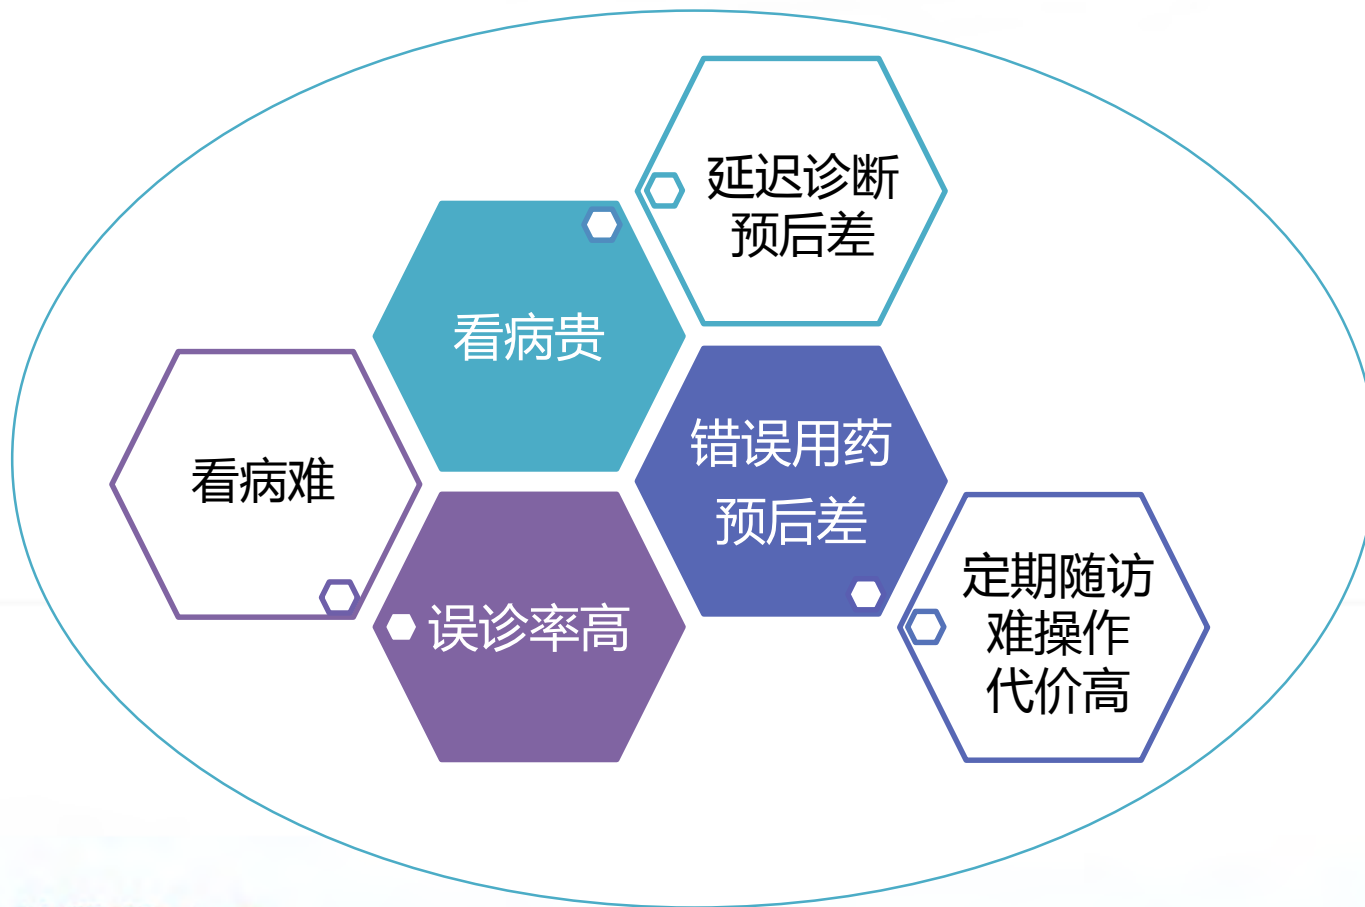 延迟诊断
预后差
看病贵
错误用药
预后差
看病难
误诊率高
定期随访
难操作
代价高